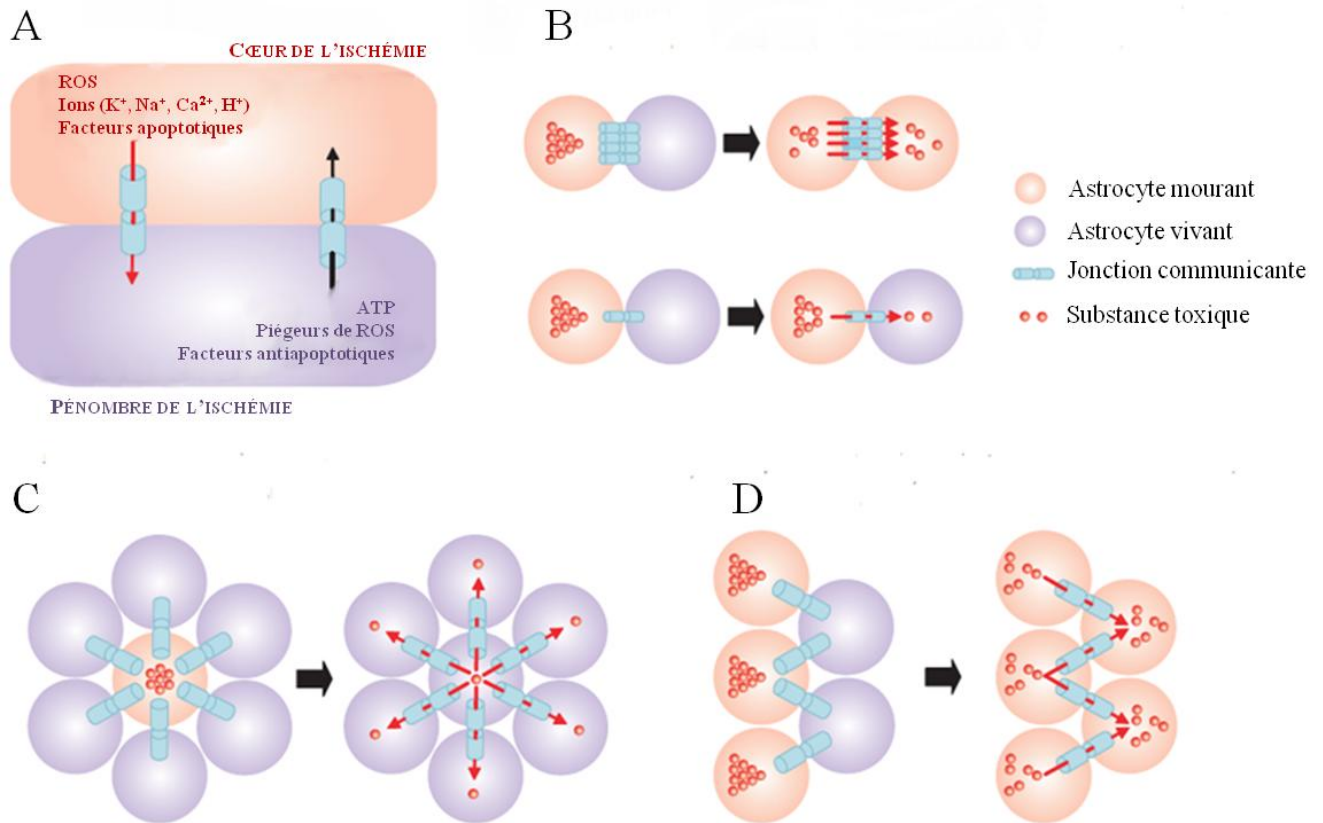 A
CŒUR DE L'ISCHÉMIE
ROS
Ions (K⁺, Na⁺, Ca²⁺, H⁺)
Facteurs apoptotiques
ATP
Piégeurs de ROS
Facteurs antiapoptotiques
PÉNOMBRE DE L'ISCHÉMIE
B
Astrocyte mourant
Astrocyte vivant
Jonction communicante
Substance toxique
C
D